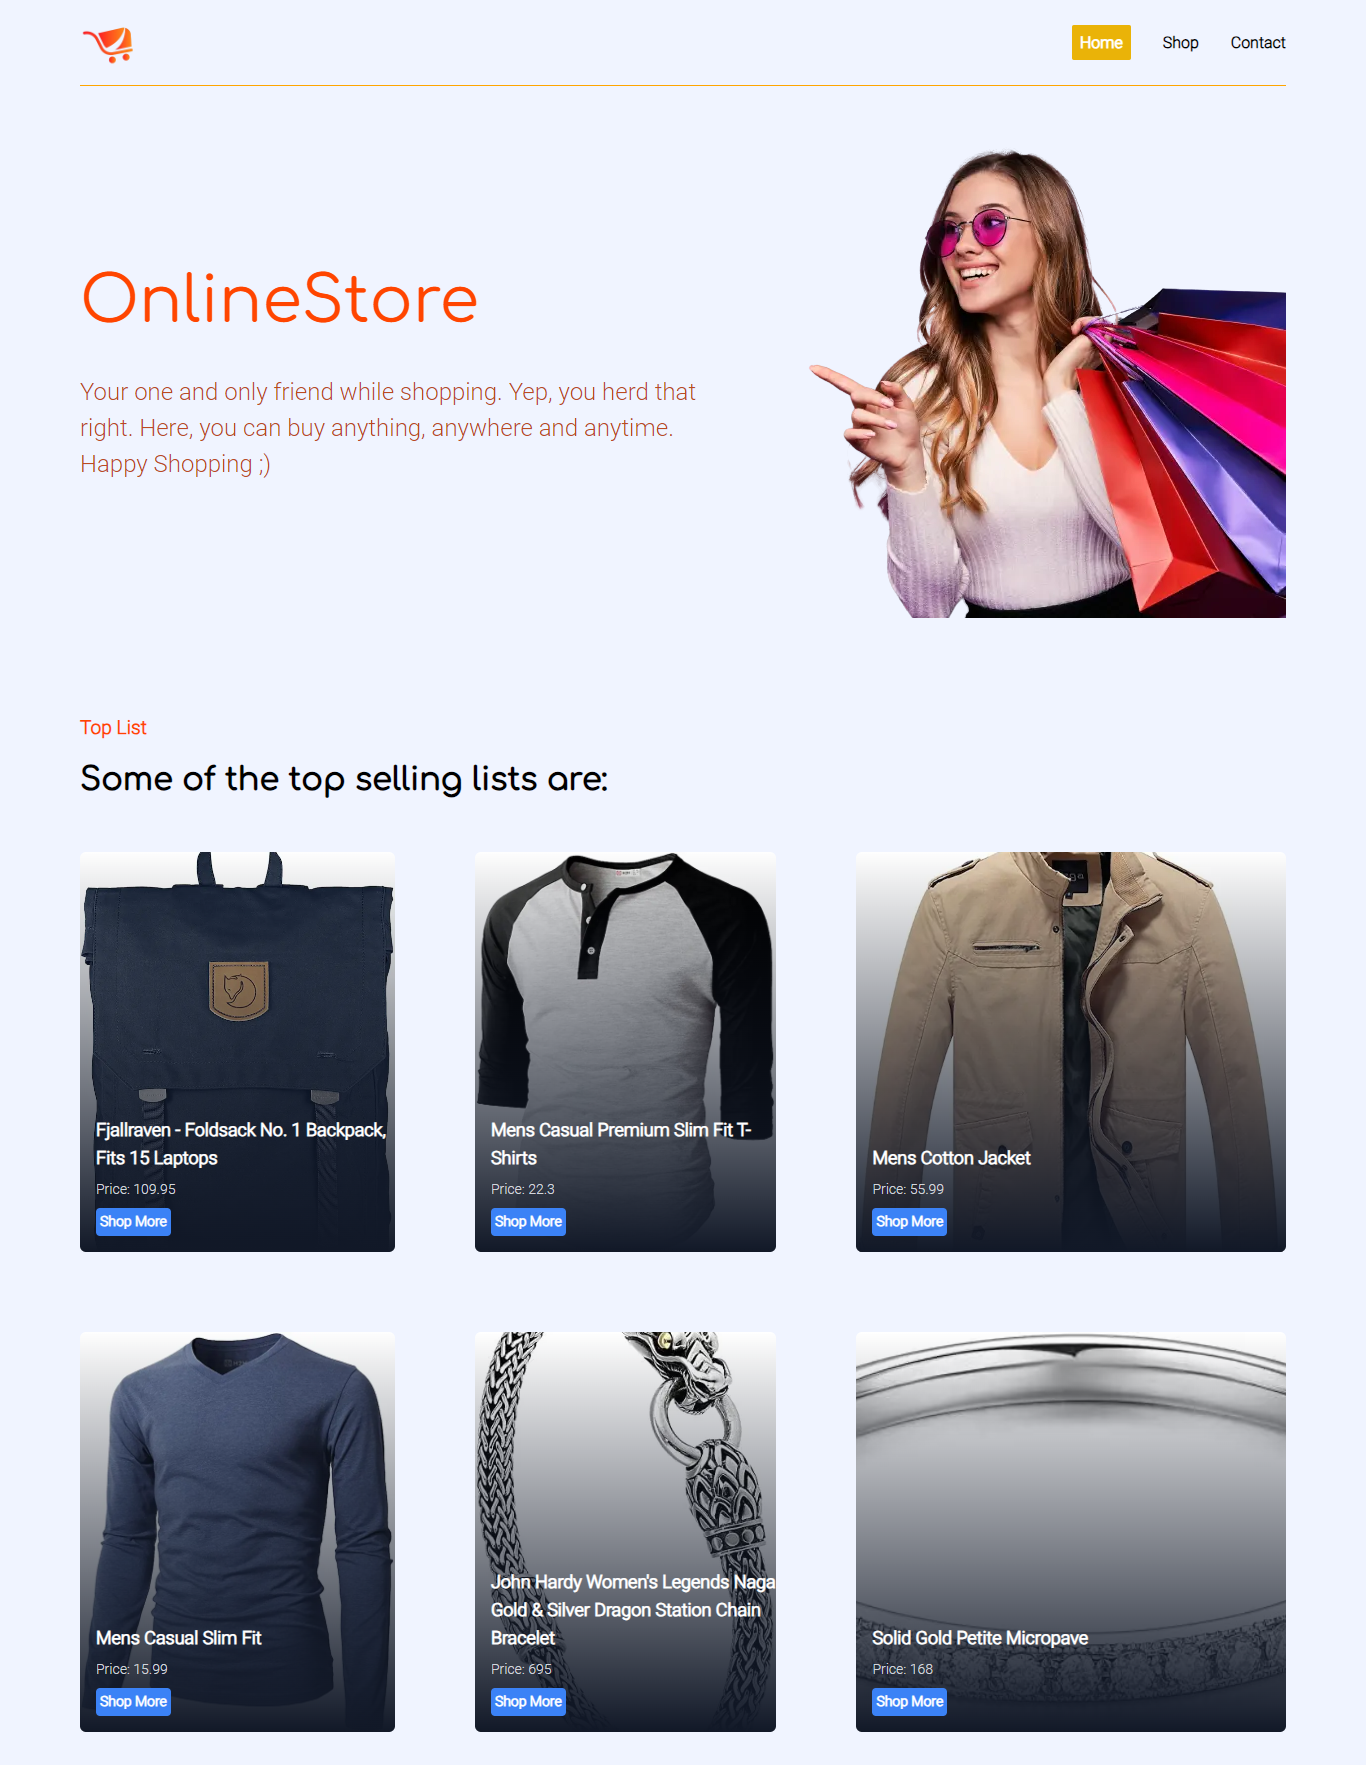 Home
Shop
Contact
OnlineStore
Your one and only friend while shopping. Yep, you herd that
right. Here, you can buy anything, anywhere and anytime.
Happy Shopping ;)
Top List
Some of the top selling lists are:
Fjallraven - Foldsack No. 1 Backpack,
Fits 15 Laptops
Price: 109.95
Shop More
Mens Casual Premium Slim Fit T-
Shirts
Price: 22.3
Shop More
Mens Cotton Jacket
Price: 55.99
Shop More
Mens Casual Slim Fit
Price: 15.99
Shop More
John Hardy Women's Legends Naga
Gold & Silver Dragon Station Chain
Bracelet
Price: 695
Shop More
Solid Gold Petite Micropave
Price: 168
Shop More